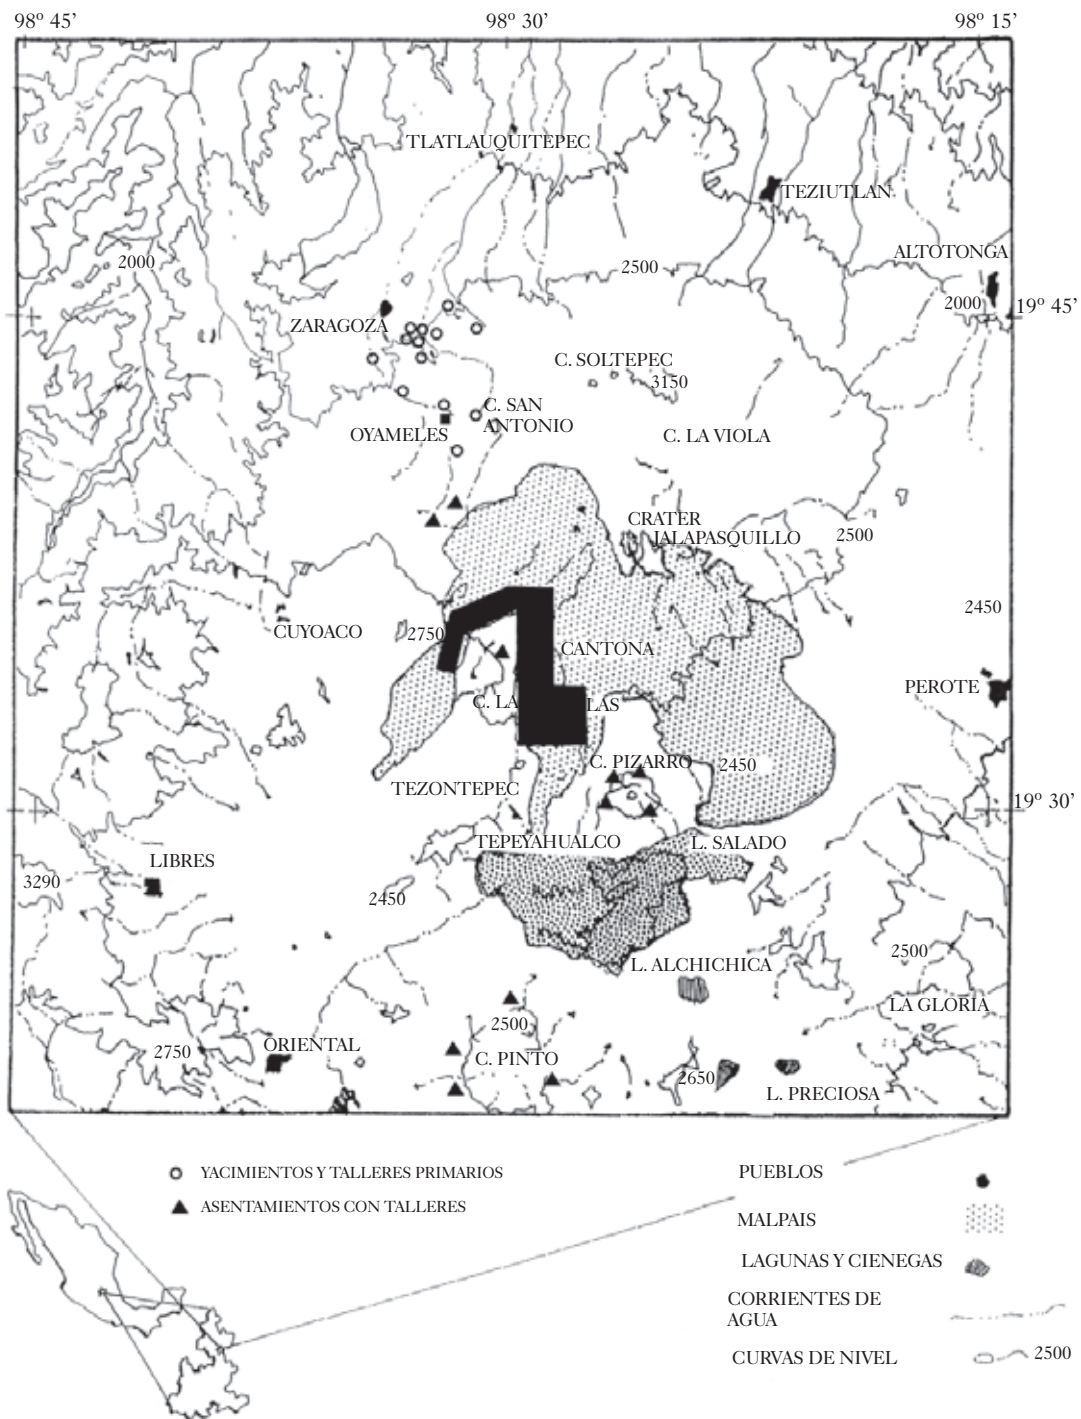 98º 45’
98º 30’
98º 15’
TLATLAUQUITEPEC
TEZIUTLAN
2000
2500
ALTOTONGA
2000
19º 45’
ZARAGOZA
C. SOLTEPEC
3150
C. SAN
ANTONIO
OYAMELES
C. LA VIOLA
CRATER
JALAPASQUILLO
2500
2450
CUYOACO
2750
CANTONA
PEROTE
C. LA
LAS
C. PIZARRO
2450
TEZONTEPEC
19º 30’
TEPEYAHUALCO
L. SALADO
LIBRES
3290
2450
2500
L. ALCHICHICA
LA GLORIA
2500
ORIENTAL
2750
C. PINTO
2650
L. PRECIOSA
YACIMIENTOS Y TALLERES PRIMARIOS
ASENTAMIENTOS CON TALLERES
PUEBLOS
MALPAIS
LAGUNAS Y CIENEGAS
CORRIENTES DE
AGUA
CURVAS DE NIVEL
2500